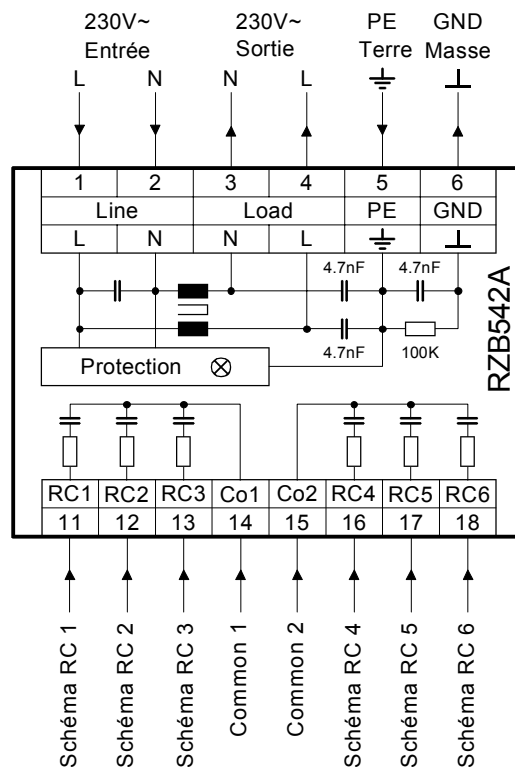 230V~ 230V~ PE GND
Entrée Sortie Terre Masse
L N N L
1 2 3 4 5 6
Line Load PE GND
L N N L
4.7nF 4.7nF
4.7nF 100K
Protection
RZB542A
RC1 RC2 RC3 Co1 Co2 RC4 RC5 RC6
11 12 13 14 15 16 17 18
Schéma RC 1
Schéma RC 2
Schéma RC 3
Common 1
Common 2
Schéma RC 4
Schéma RC 5
Schéma RC 6